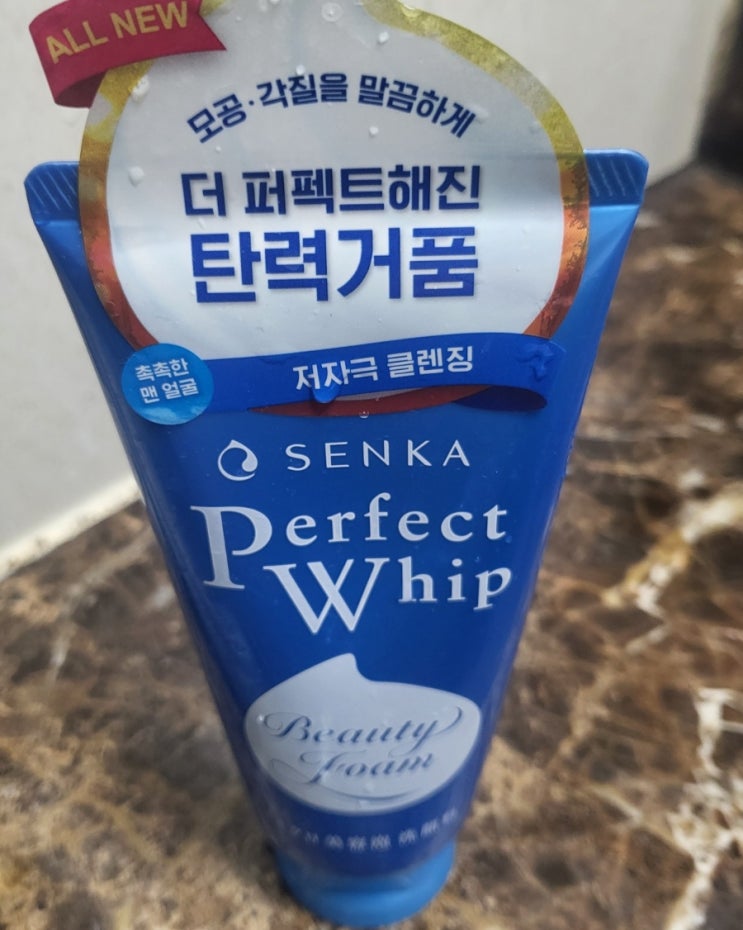 ALL NEW
모공·각질을 말끔하게
더 퍼펙트해진
탄력거품
촉촉한
맨 얼굴
저자극 클렌징
SENKA
Perfect
Whip
Beauty
Foam